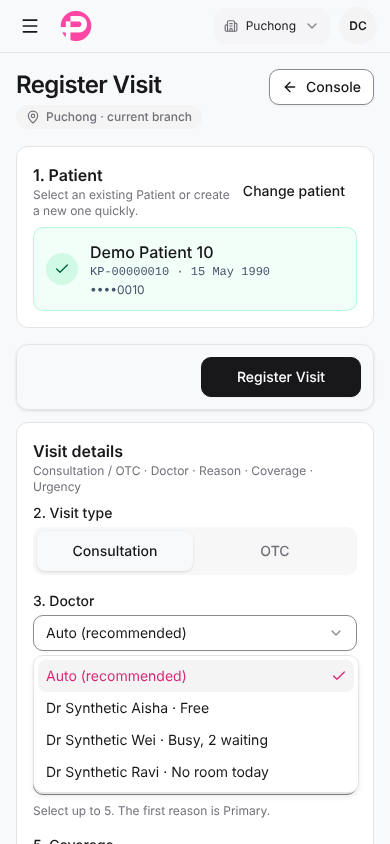 Puchong
DC
Register Visit
Console
Puchong · current branch
1. Patient
Select an existing Patient or create
a new one quickly.
Change patient
Demo Patient 10
KP-00000010 · 15 May 1990
••••0010
Register Visit
Visit details
Consultation / OTC · Doctor · Reason · Coverage ·
Urgency
2. Visit type
Consultation
OTC
3. Doctor
Auto (recommended)
Auto (recommended)
Dr Synthetic Aisha · Free
Dr Synthetic Wei · Busy, 2 waiting
Dr Synthetic Ravi · No room today
Select up to 5. The first reason is Primary.
5. Coverage